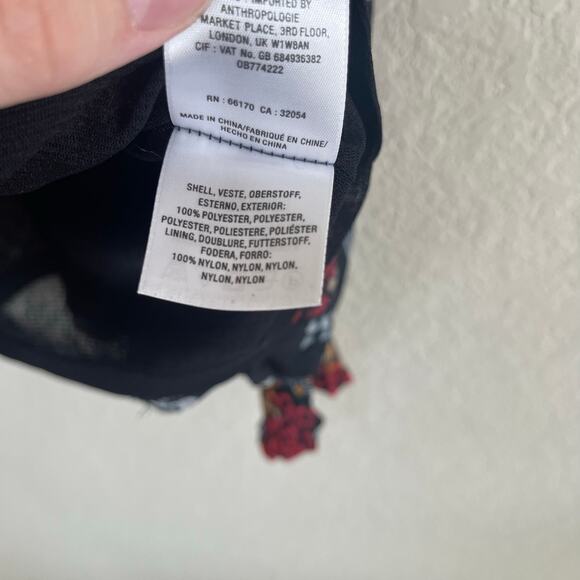 IMPORTED BY
ANTHROPOLOGIE
MARKET PLACE, 3RD FLOOR,
LONDON, UK W1W8AN
CIF : VAT No. GB 684936382
OB774222
RN : 66170 CA : 32054
MADE IN CHINA/FABRIQUÉ EN CHINE/
HECHO EN CHINA
SHELL, VESTE, OBERSTOFF,
ESTERNO, EXTERIOR:
100% POLYESTER, POLYESTER,
POLYESTER, POLIESTERE, POLIÉSTER
LINING, DOUBLURE, FUTTERSTOFF,
FODERA, FORRO:
100% NYLON, NYLON, NYLON,
NYLON, NYLON